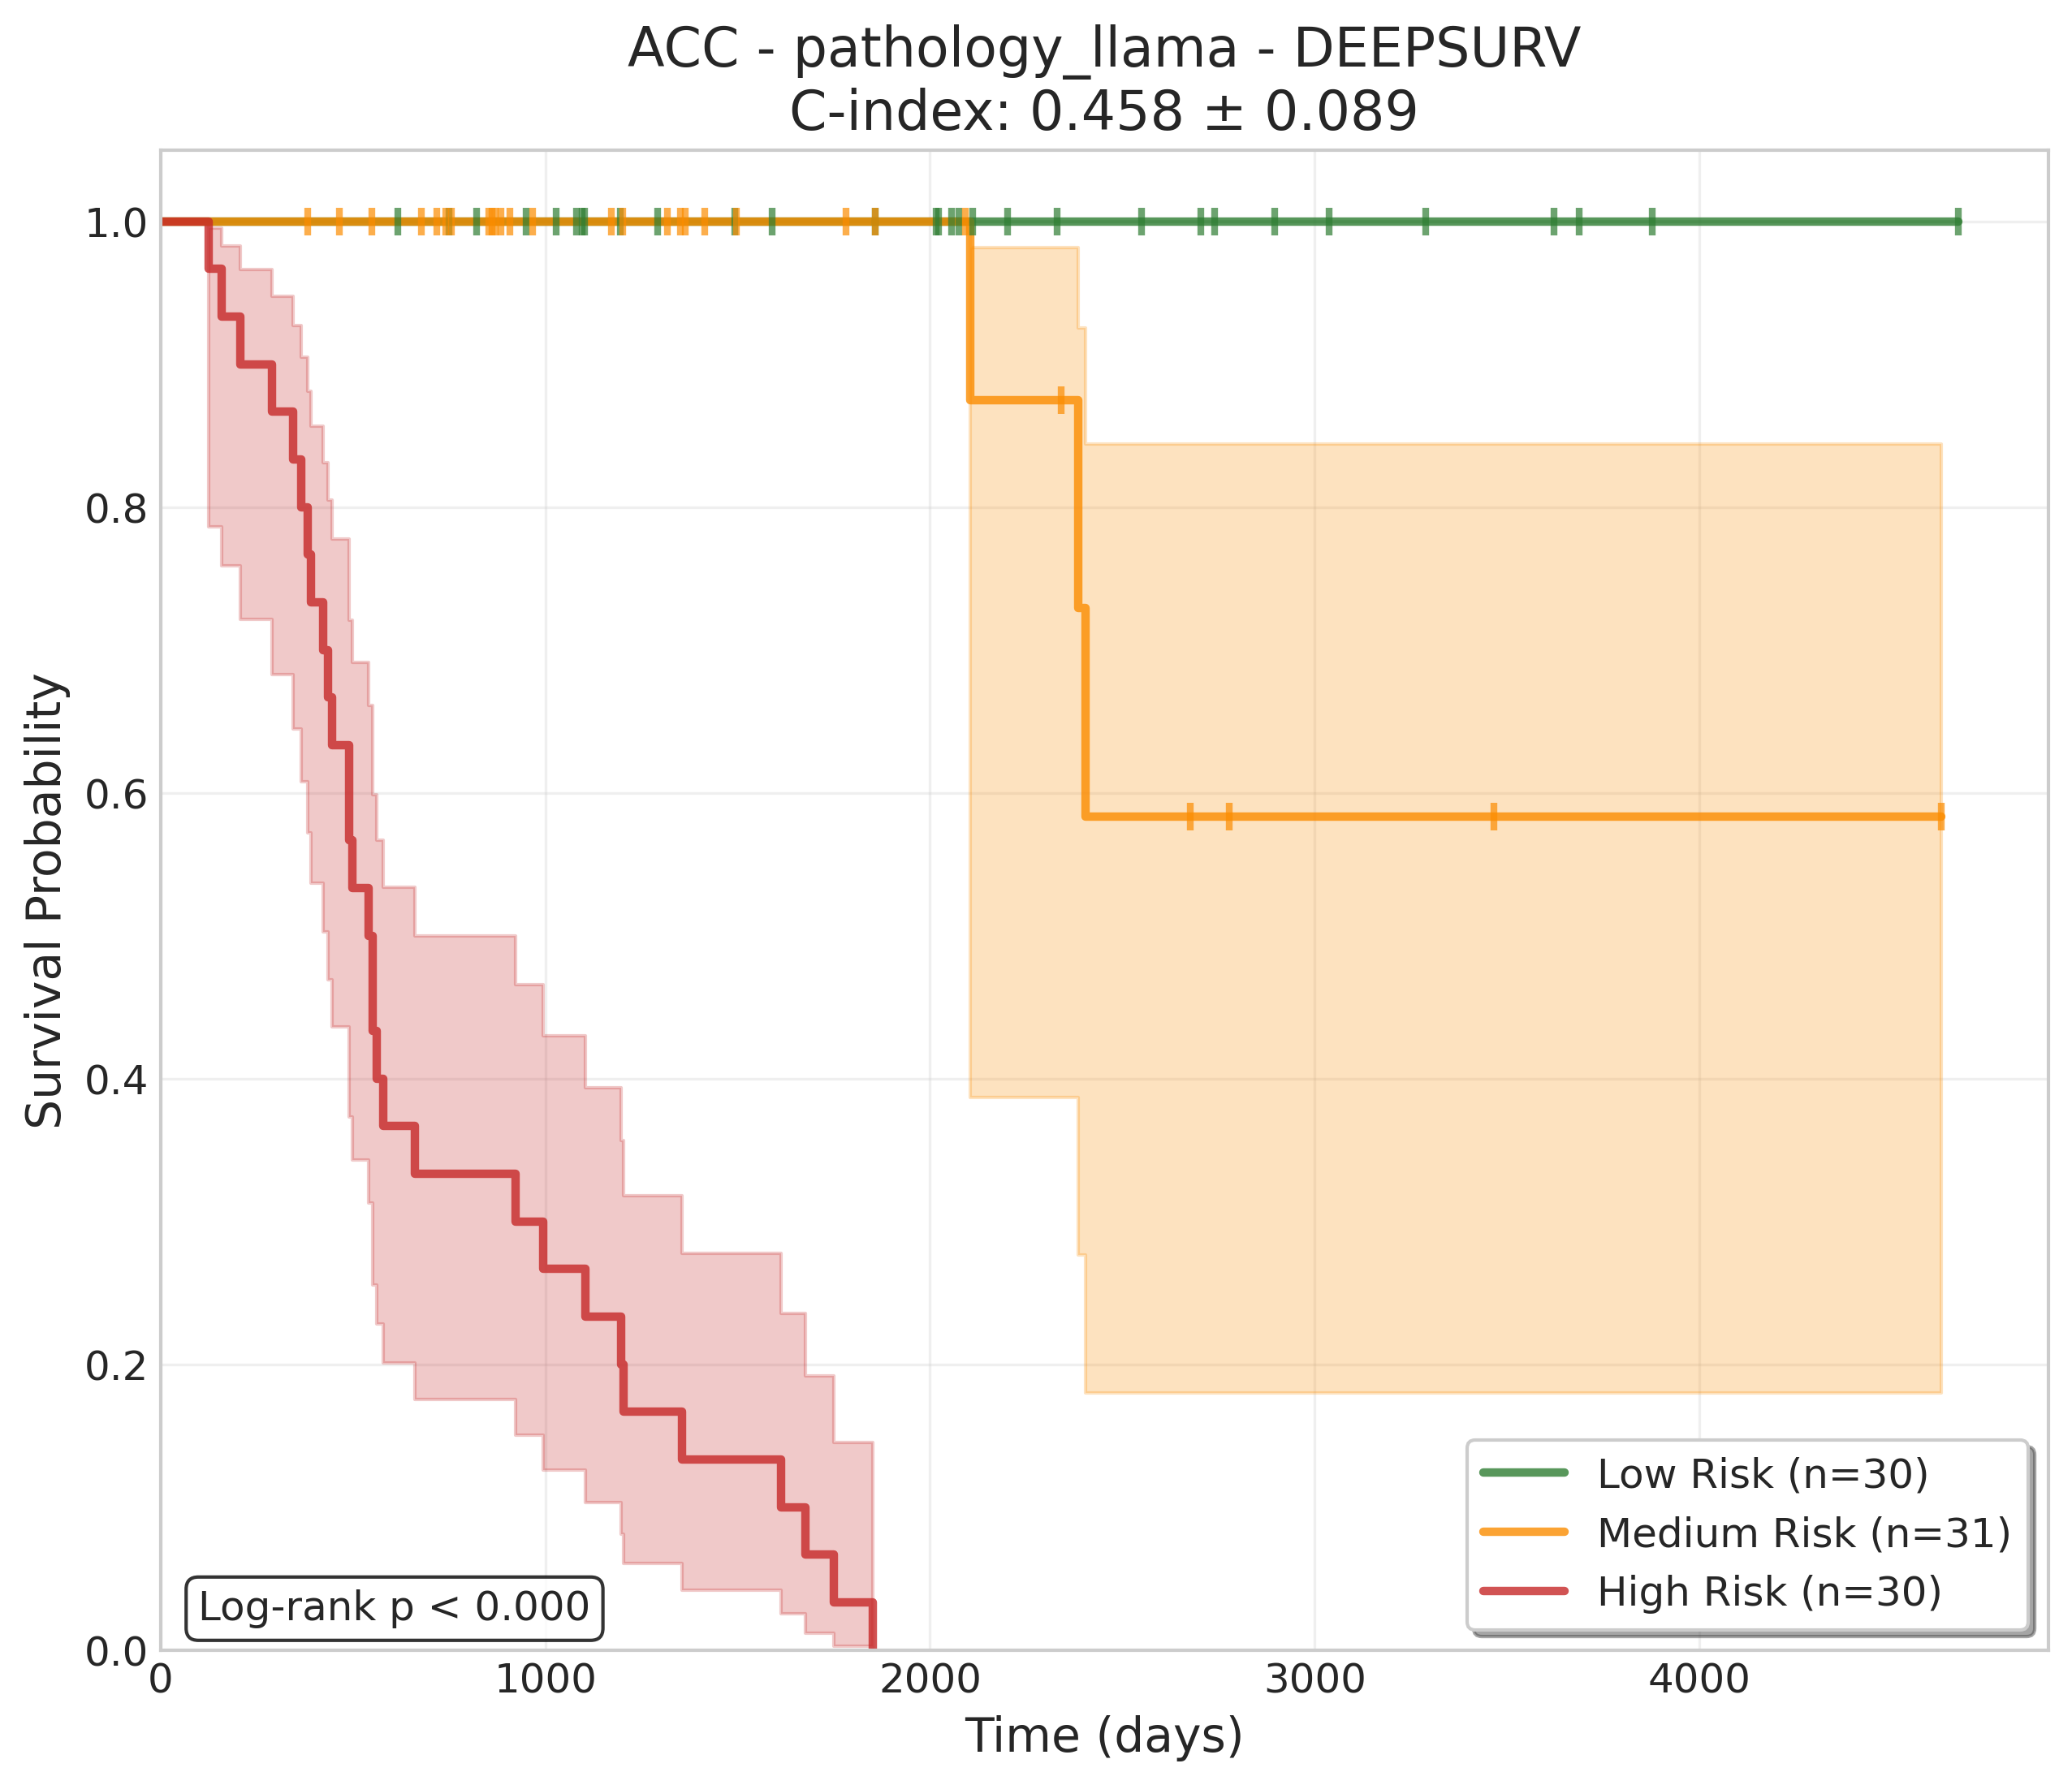 ACC - pathology_llama - DEEPSURV
C-index: 0.458 ± 0.089
Survival Probability
1.0
0.8
0.6
0.4
0.2
0.0
0 1000 2000 3000 4000
Time (days)
Log-rank p < 0.000
Low Risk (n=30)
Medium Risk (n=31)
High Risk (n=30)